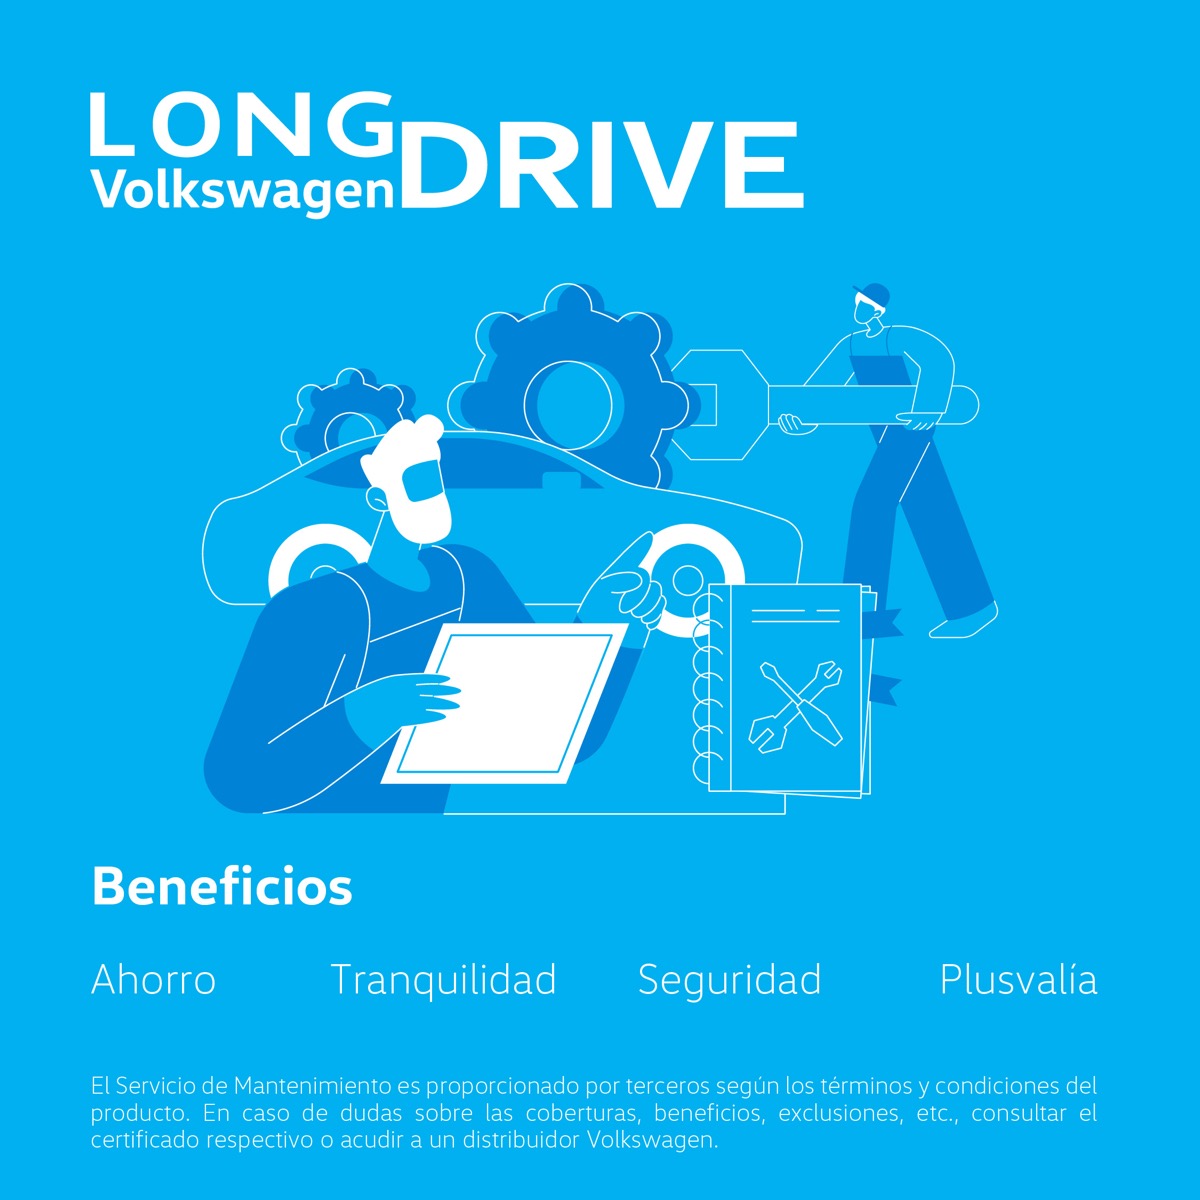 LONG
Volkswagen DRIVE
Beneficios
Ahorro Tranquilidad Seguridad Plusvalía
El Servicio de Mantenimiento es proporcionado por terceros según los términos y condiciones del
producto. En caso de dudas sobre las coberturas, beneficios, exclusiones, etc., consultar el
certificado respectivo o acudir a un distribuidor Volkswagen.